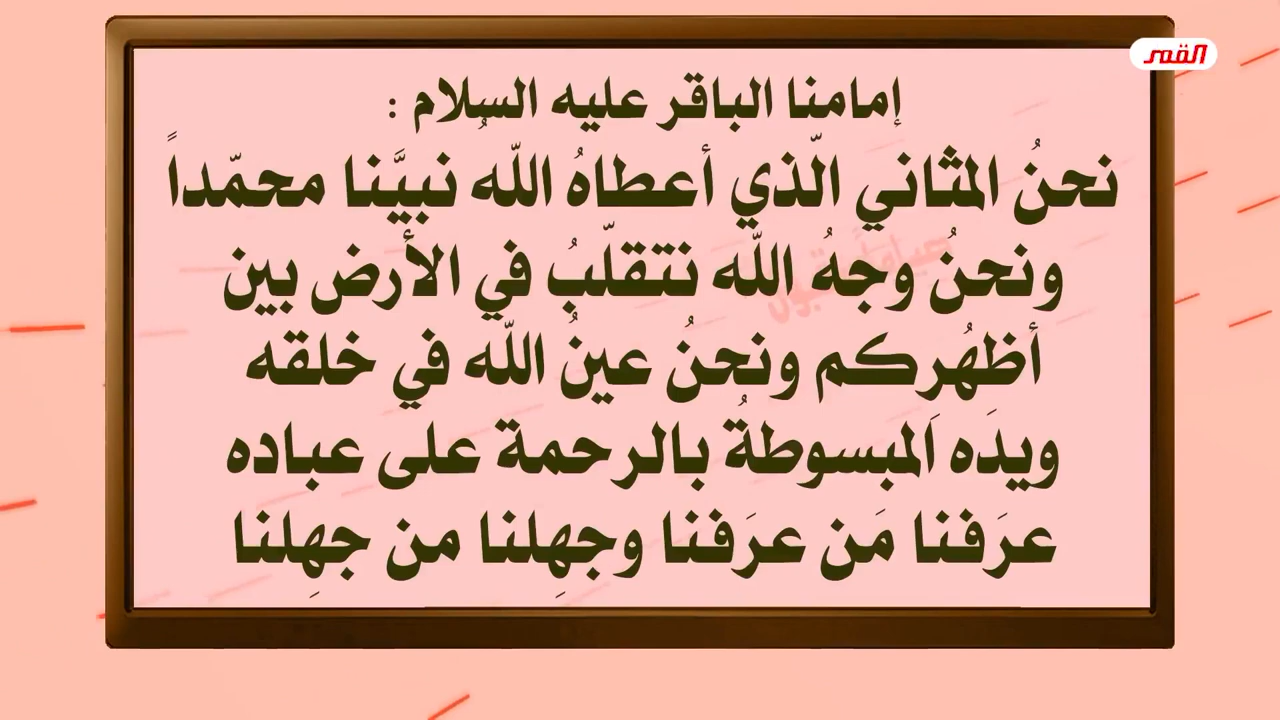 القمر
إمامنا الباقر عليه السلام :
نحنُ المثاني الّذي أعطاهُ اللّه نبيَّنا محمّداً
ونحنُ وجهُ اللّه نتقلّبُ في الأرض بين
أظهُركم ونحنُ عينُ اللّه في خلقه
ويدَه المبسوطةُ بالرحمة على عباده
عرَفنا مَن عرَفنا وجهِلنا من جهِلنا